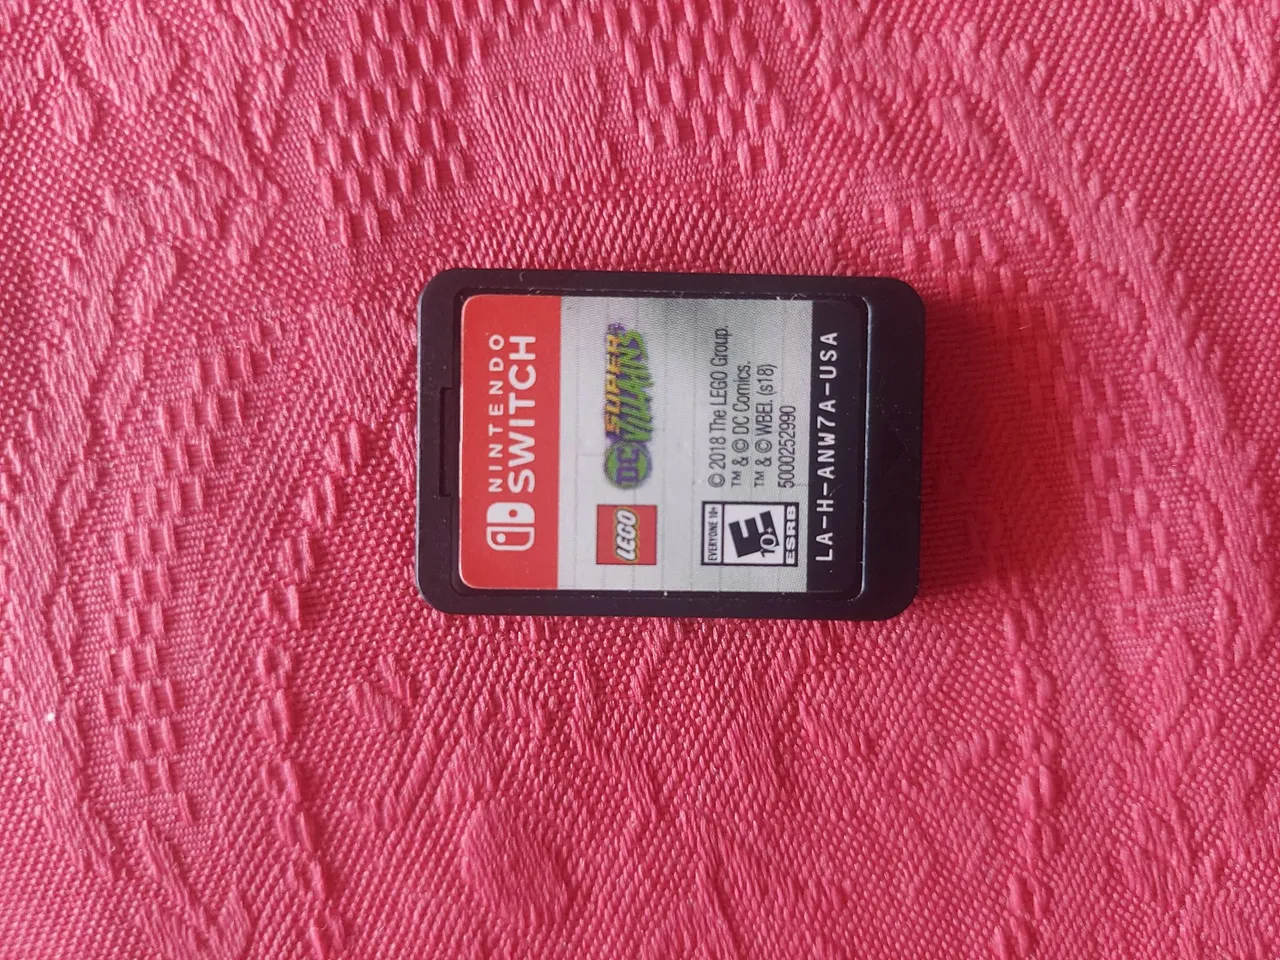 NINTENDO
SWITCH
LEGO
DC SUPER
VILLAINS
EVERYONE 10+
E
10+
ESRB
© 2018 The LEGO Group.
™ & © DC Comics.
™ & © WBEI. (s18)
5000252990
LA-H-ANW7A-USA